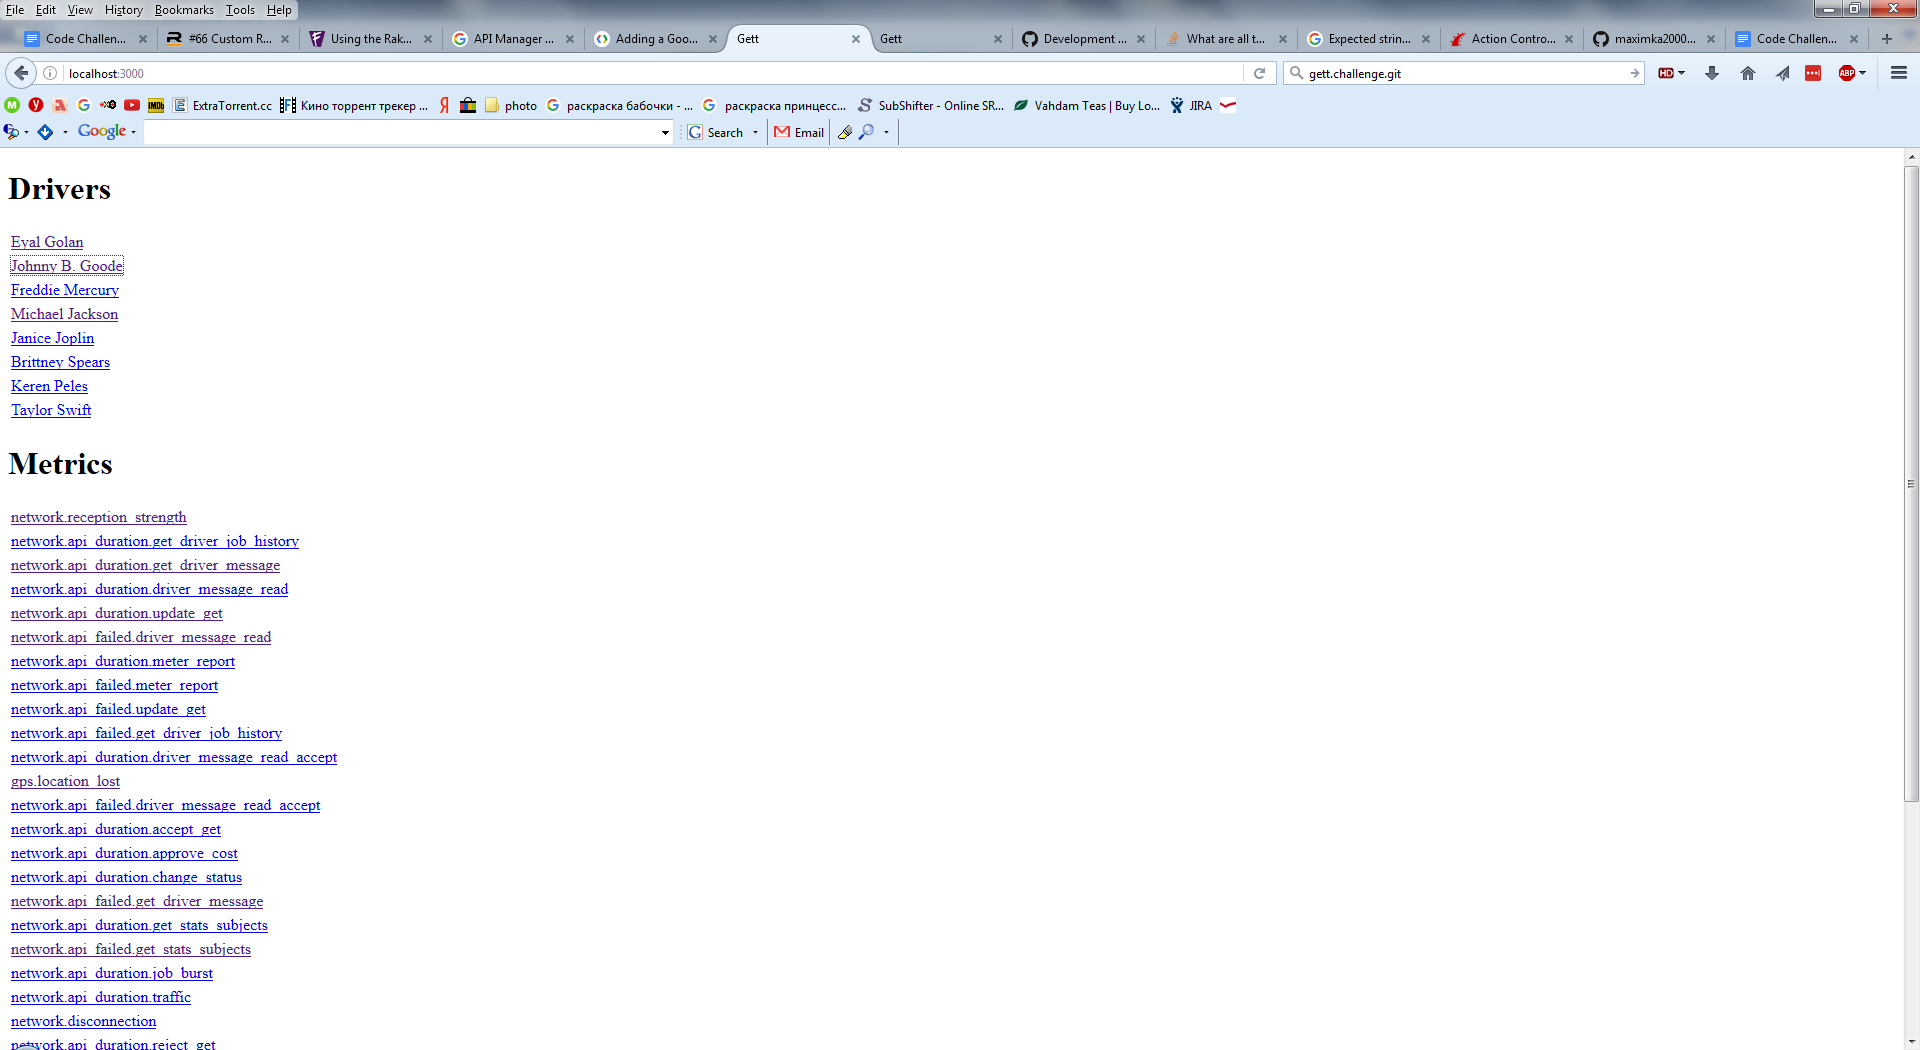 File Edit View History Bookmarks Tools Help
Code Challen... #66 Custom R... Using the Rak... API Manager ... Adding a Goo... Gett Gett Development ... What are all t... Expected strin... Action Contro... maximka2000... Code Challen...
localhost:3000 gett.challenge.git HD ABP
ExtraTorrent.cc Кино торрент трекер ... photo раскраска бабочки - ... раскраска принцесс... SubShifter - Online SR... Vahdam Teas | Buy Lo... JIRA
Google Search Email
Drivers
Eyal Golan
Johnny B. Goode
Freddie Mercury
Michael Jackson
Janice Joplin
Brittney Spears
Keren Peles
Taylor Swift
Metrics
network.reception_strength
network.api_duration.get_driver_job_history
network.api_duration.get_driver_message
network.api_duration.driver_message_read
network.api_duration.update_get
network.api_failed.driver_message_read
network.api_duration.meter_report
network.api_failed.meter_report
network.api_failed.update_get
network.api_failed.get_driver_job_history
network.api_duration.driver_message_read_accept
gps.location_lost
network.api_failed.driver_message_read_accept
network.api_duration.accept_get
network.api_duration.approve_cost
network.api_duration.change_status
network.api_failed.get_driver_message
network.api_duration.get_stats_subjects
network.api_failed.get_stats_subjects
network.api_duration.job_burst
network.api_duration.traffic
network.disconnection
network.api_duration.reject_get